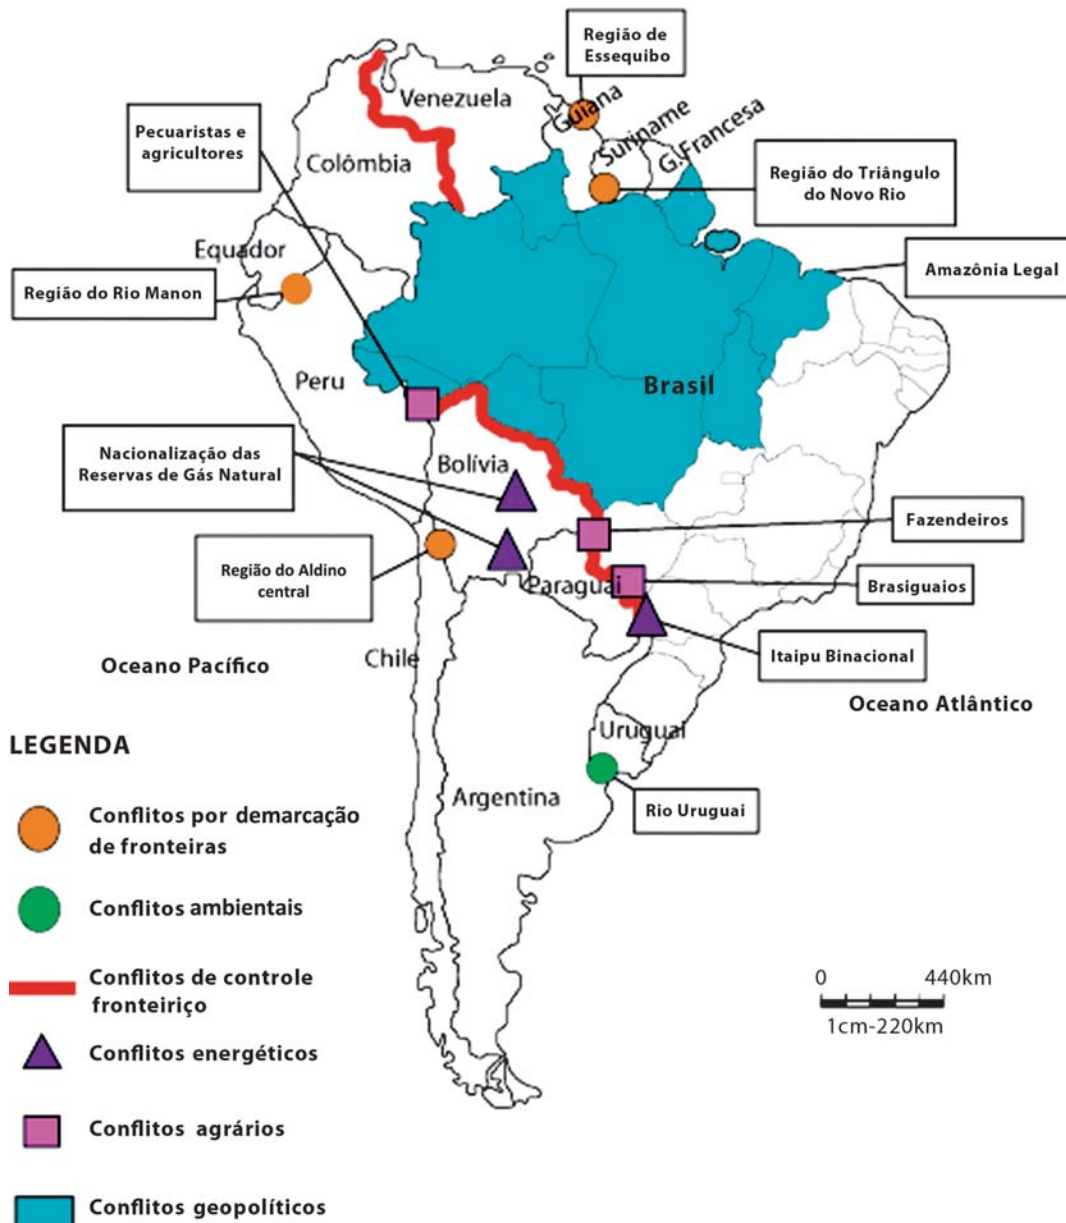 Região de
Essequibo
Venezuela
Guiana
Suriname
G.Francesa
Pecuaristas e
agricultores
Colômbia
Região do Triângulo
do Novo Rio
Equador
Amazônia Legal
Região do Rio Manon
Peru
Brasil
Nacionalização das
Reservas de Gás Natural
Bolívia
Fazendeiros
Região do Aldino
central
Paraguai
Brasiguaios
Itaipu Binacional
Chile
Oceano Pacífico
Oceano Atlântico
Uruguai
Argentina
Rio Uruguai
LEGENDA
Conflitos por demarcação
de fronteiras
Conflitos ambientais
Conflitos de controle
fronteiriço
0 440km
1cm-220km
Conflitos energéticos
Conflitos agrários
Conflitos geopolíticos